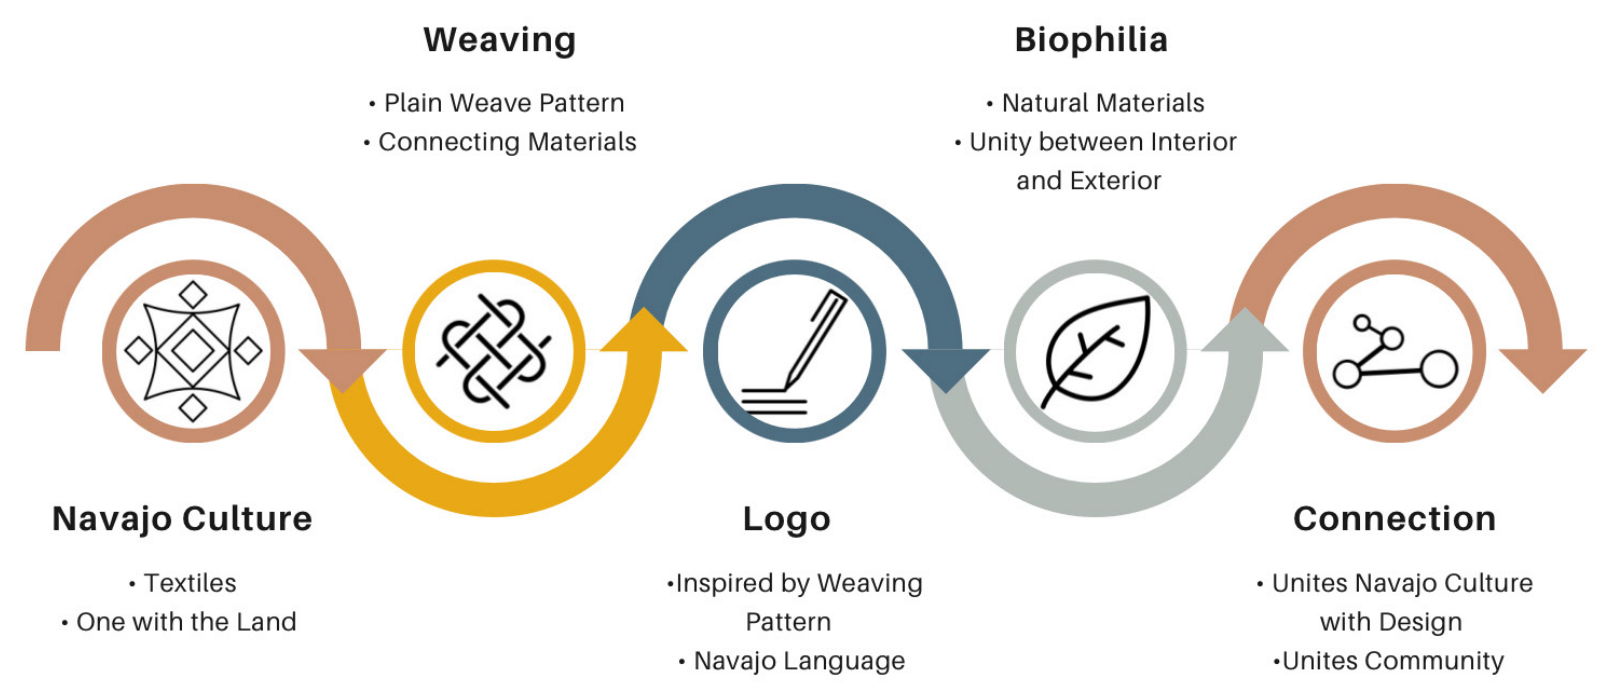 Weaving
• Plain Weave Pattern
• Connecting Materials
Biophilia
• Natural Materials
• Unity between Interior
and Exterior
Navajo Culture
• Textiles
• One with the Land
Logo
•Inspired by Weaving
Pattern
• Navajo Language
Connection
• Unites Navajo Culture
with Design
•Unites Community